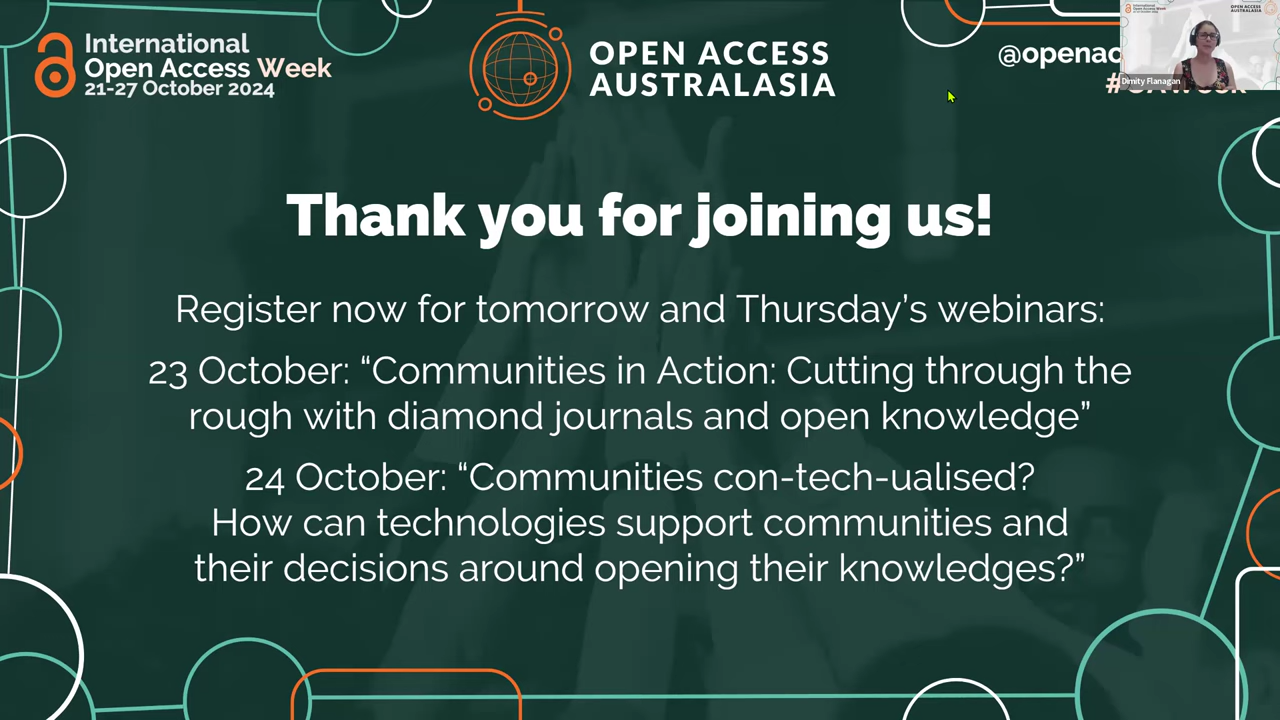 International
Open Access Week
21-27 October 2024
OPEN ACCESS
AUSTRALASIA
Dimity Flanagan
Thank you for joining us!
Register now for tomorrow and Thursday’s webinars:
23 October: “Communities in Action: Cutting through the
rough with diamond journals and open knowledge”
24 October: “Communities con-tech-ualised?
How can technologies support communities and
their decisions around opening their knowledges?”